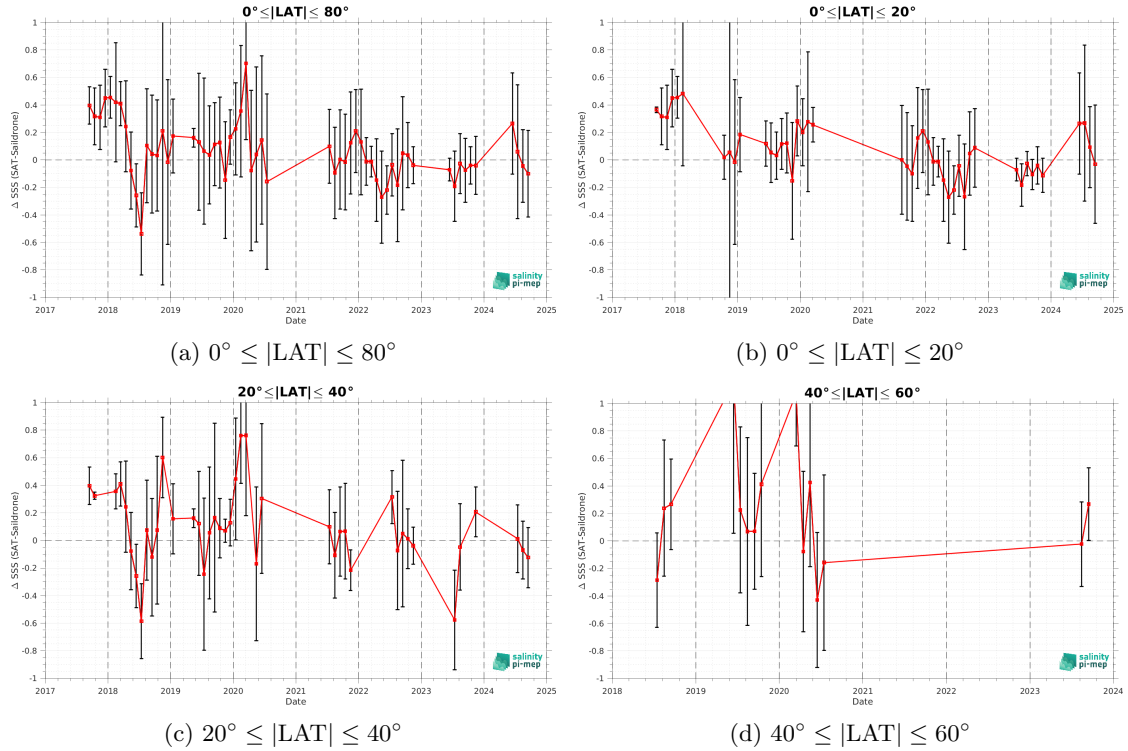 0°≤|LAT|≤ 80°
Δ SSS (SAT-Saildrone)
1
0.8
0.6
0.4
0.2
0
-0.2
-0.4
-0.6
-0.8
-1
2017 2018 2019 2020 2021 2022 2023 2024 2025
Date
salinity
pi-mep
(a) 0° ≤ |LAT| ≤ 80°
0°≤|LAT|≤ 20°
Δ SSS (SAT-Saildrone)
1
0.8
0.6
0.4
0.2
0
-0.2
-0.4
-0.6
-0.8
-1
2017 2018 2019 2020 2021 2022 2023 2024 2025
Date
salinity
pi-mep
(b) 0° ≤ |LAT| ≤ 20°
20°≤|LAT|≤ 40°
Δ SSS (SAT-Saildrone)
1
0.8
0.6
0.4
0.2
0
-0.2
-0.4
-0.6
-0.8
-1
2017 2018 2019 2020 2021 2022 2023 2024 2025
Date
salinity
pi-mep
(c) 20° ≤ |LAT| ≤ 40°
40°≤|LAT|≤ 60°
Δ SSS (SAT-Saildrone)
1
0.8
0.6
0.4
0.2
0
-0.2
-0.4
-0.6
-0.8
-1
2018 2019 2020 2021 2022 2023 2024
Date
salinity
pi-mep
(d) 40° ≤ |LAT| ≤ 60°